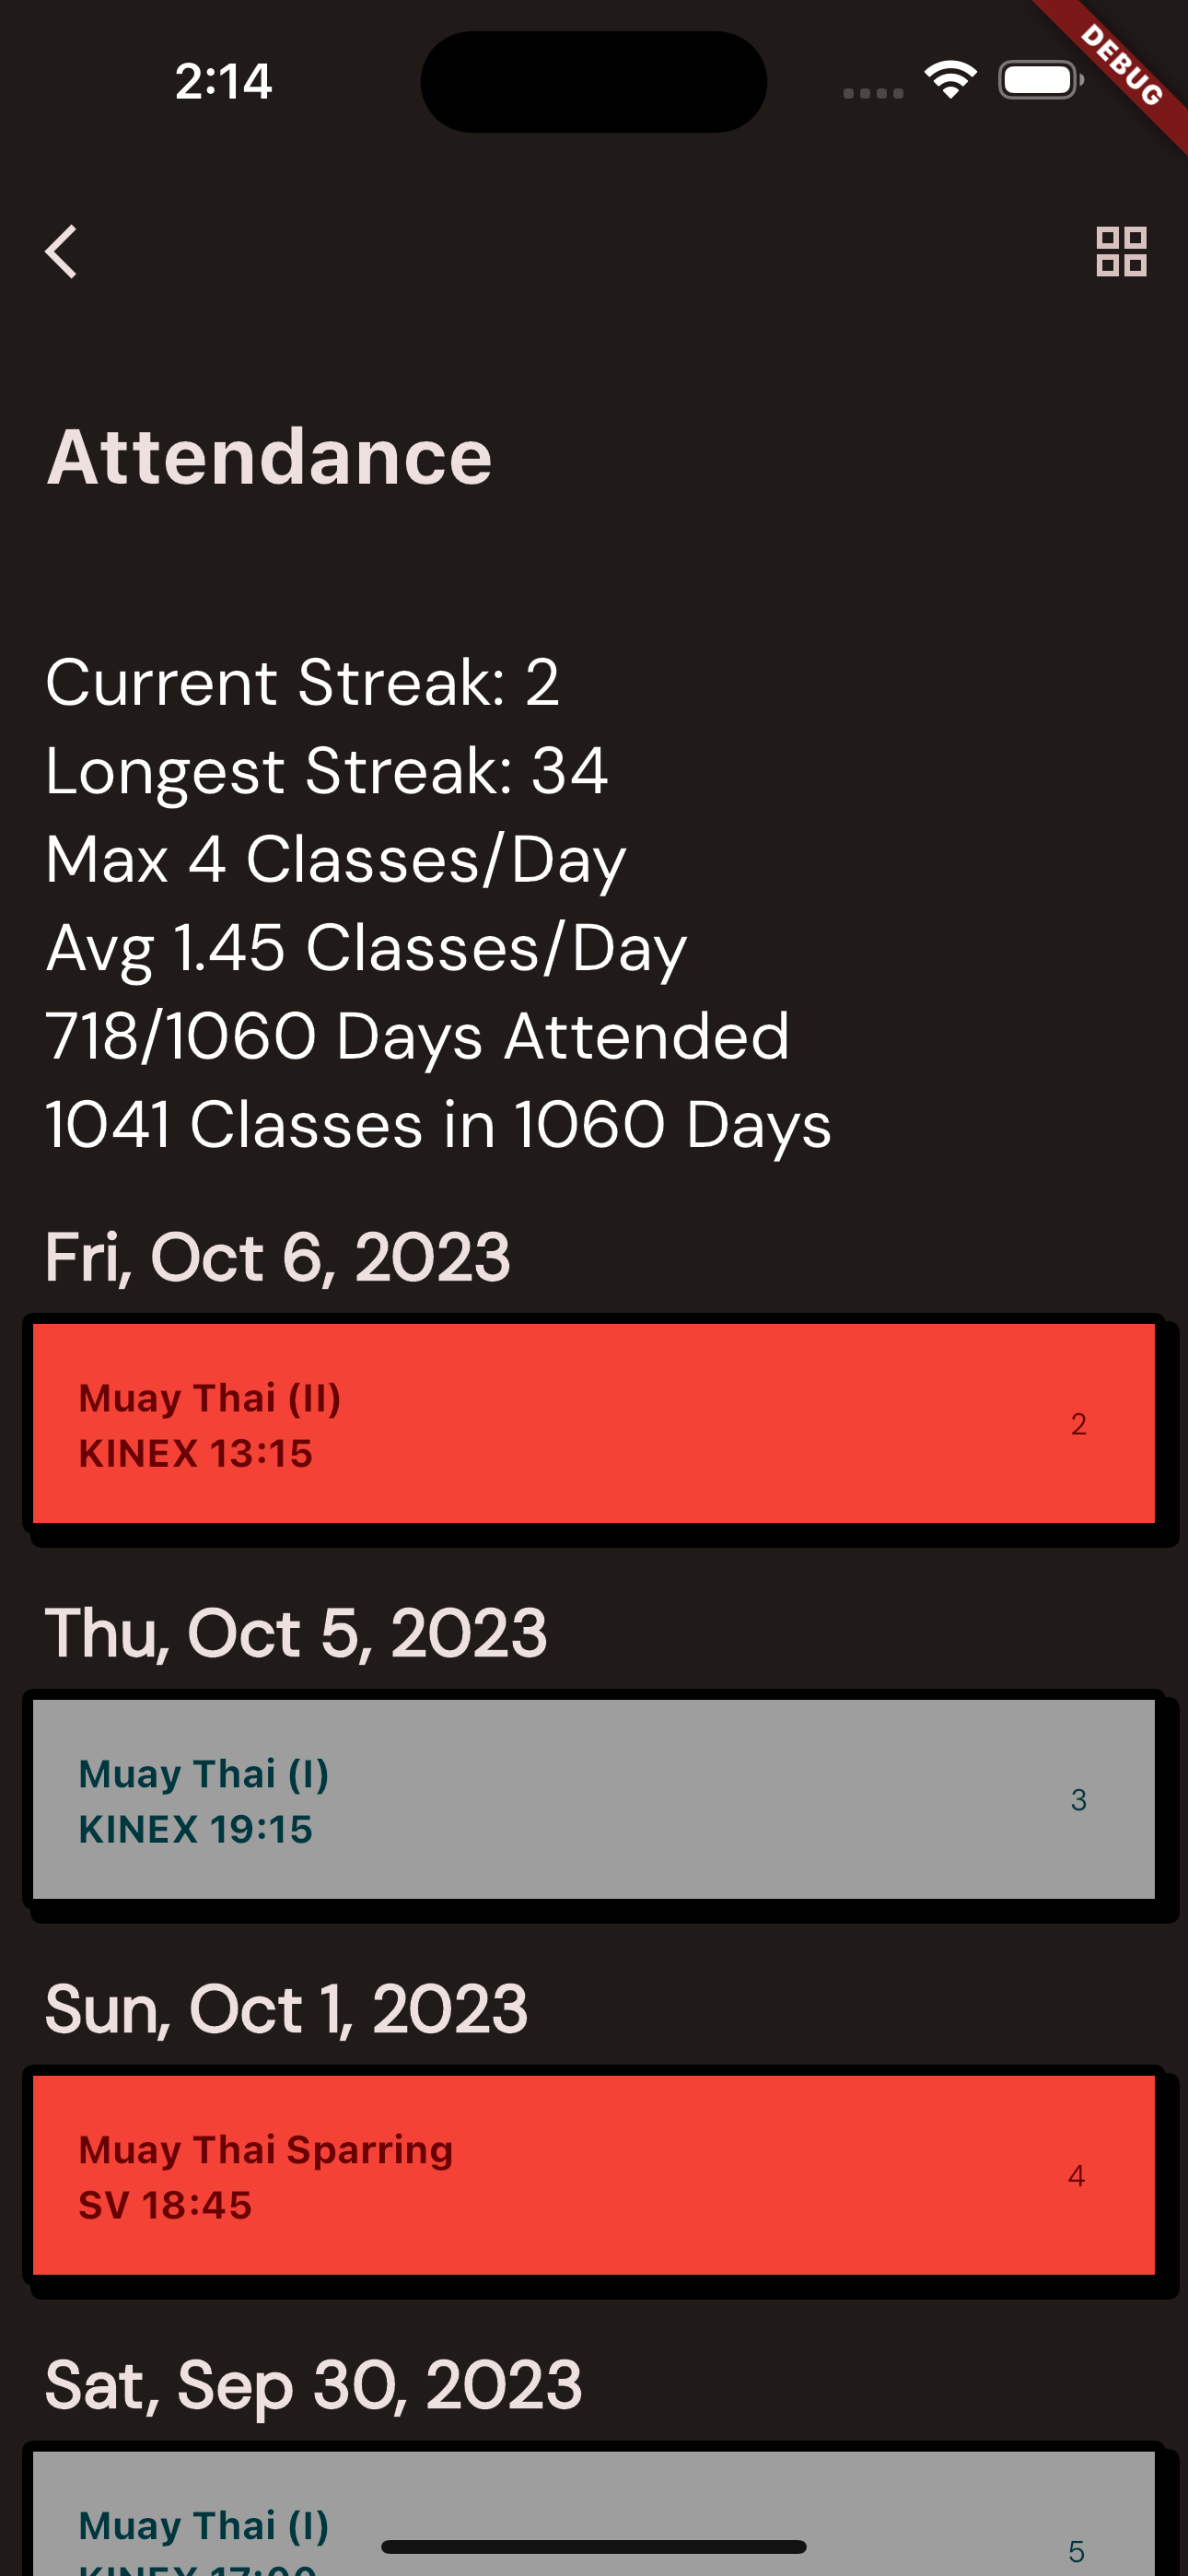 2:14
DEBUG
Attendance
Current Streak: 2
Longest Streak: 34
Max 4 Classes/Day
Avg 1.45 Classes/Day
718/1060 Days Attended
1041 Classes in 1060 Days
Fri, Oct 6, 2023
Muay Thai (II)
KINEX 13:15
2
Thu, Oct 5, 2023
Muay Thai (I)
KINEX 19:15
3
Sun, Oct 1, 2023
Muay Thai Sparring
SV 18:45
4
Sat, Sep 30, 2023
Muay Thai (I)
KINEX 17:00
5